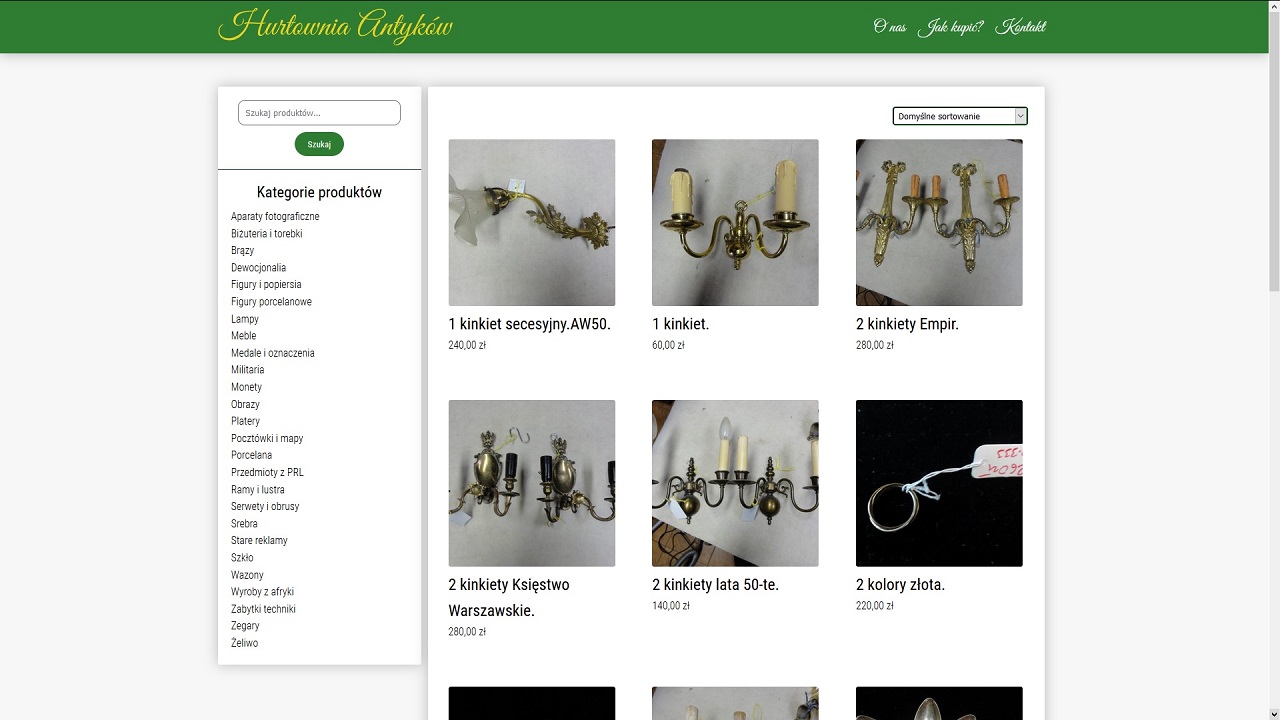 Hurtownia Antyków
O nas Jak kupić? Kontakt
Szukaj produktów...
Szukaj
Kategorie produktów
Aparaty fotograficzne
Biżuteria i torebki
Brązy
Dewocjonalia
Figury i popiersia
Figury porcelanowe
Lampy
Meble
Medale i oznaczenia
Militaria
Monety
Obrazy
Platery
Pocztówki i mapy
Porcelana
Przedmioty z PRL
Ramy i lustra
Serwety i obrusy
Srebra
Stare reklamy
Szkło
Wazony
Wyroby z afryki
Zabytki techniki
Zegary
Żeliwo
Domyślne sortowanie
1 kinkiet secesyjny.AW50.
240,00 zł
1 kinkiet.
60,00 zł
2 kinkiety Empir.
280,00 zł
2 kinkiety Księstwo
Warszawskie.
280,00 zł
2 kinkiety lata 50-te.
140,00 zł
2 kolory złota.
220,00 zł